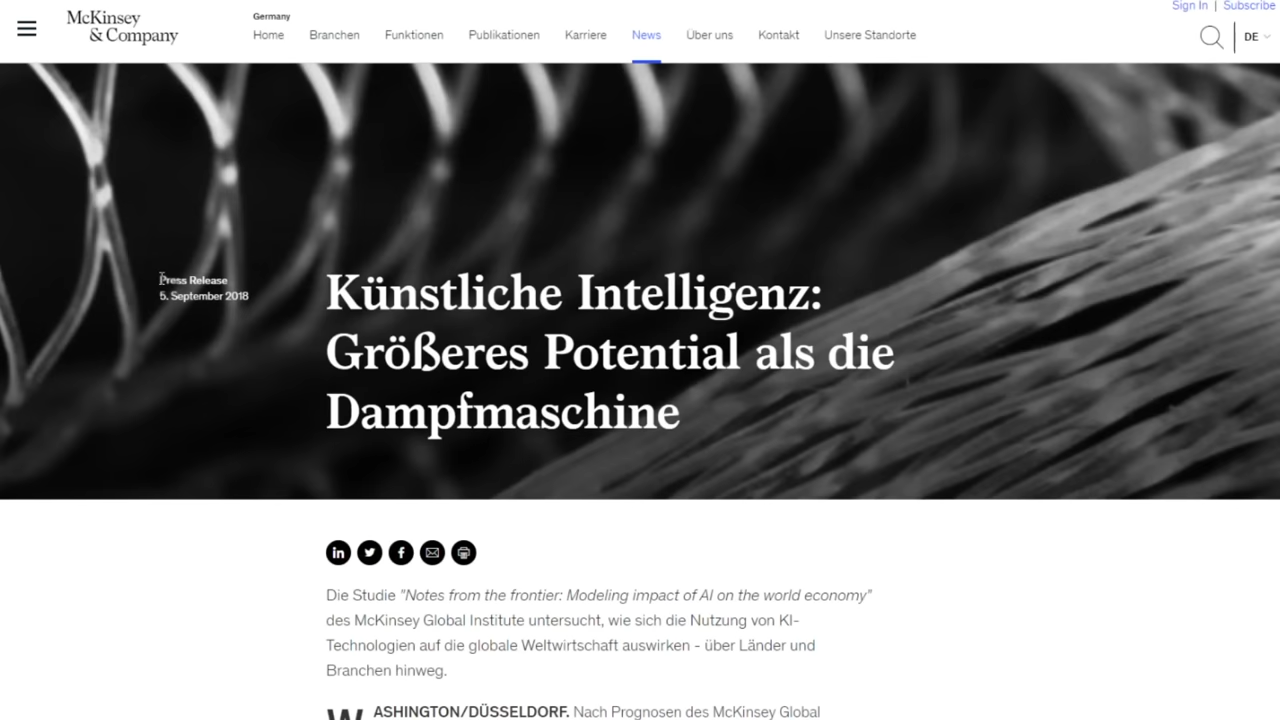 Sign In | Subscribe
McKinsey
& Company
Germany
Home Branchen Funktionen Publikationen Karriere News Über uns Kontakt Unsere Standorte
DE
Press Release
5. September 2018
Künstliche Intelligenz:
Größeres Potential als die
Dampfmaschine
in
f
Die Studie "Notes from the frontier: Modeling impact of AI on the world economy"
des McKinsey Global Institute untersucht, wie sich die Nutzung von KI-
Technologien auf die globale Weltwirtschaft auswirken - über Länder und
Branchen hinweg.
WASHINGTON/DÜSSELDORF. Nach Prognosen des McKinsey Global